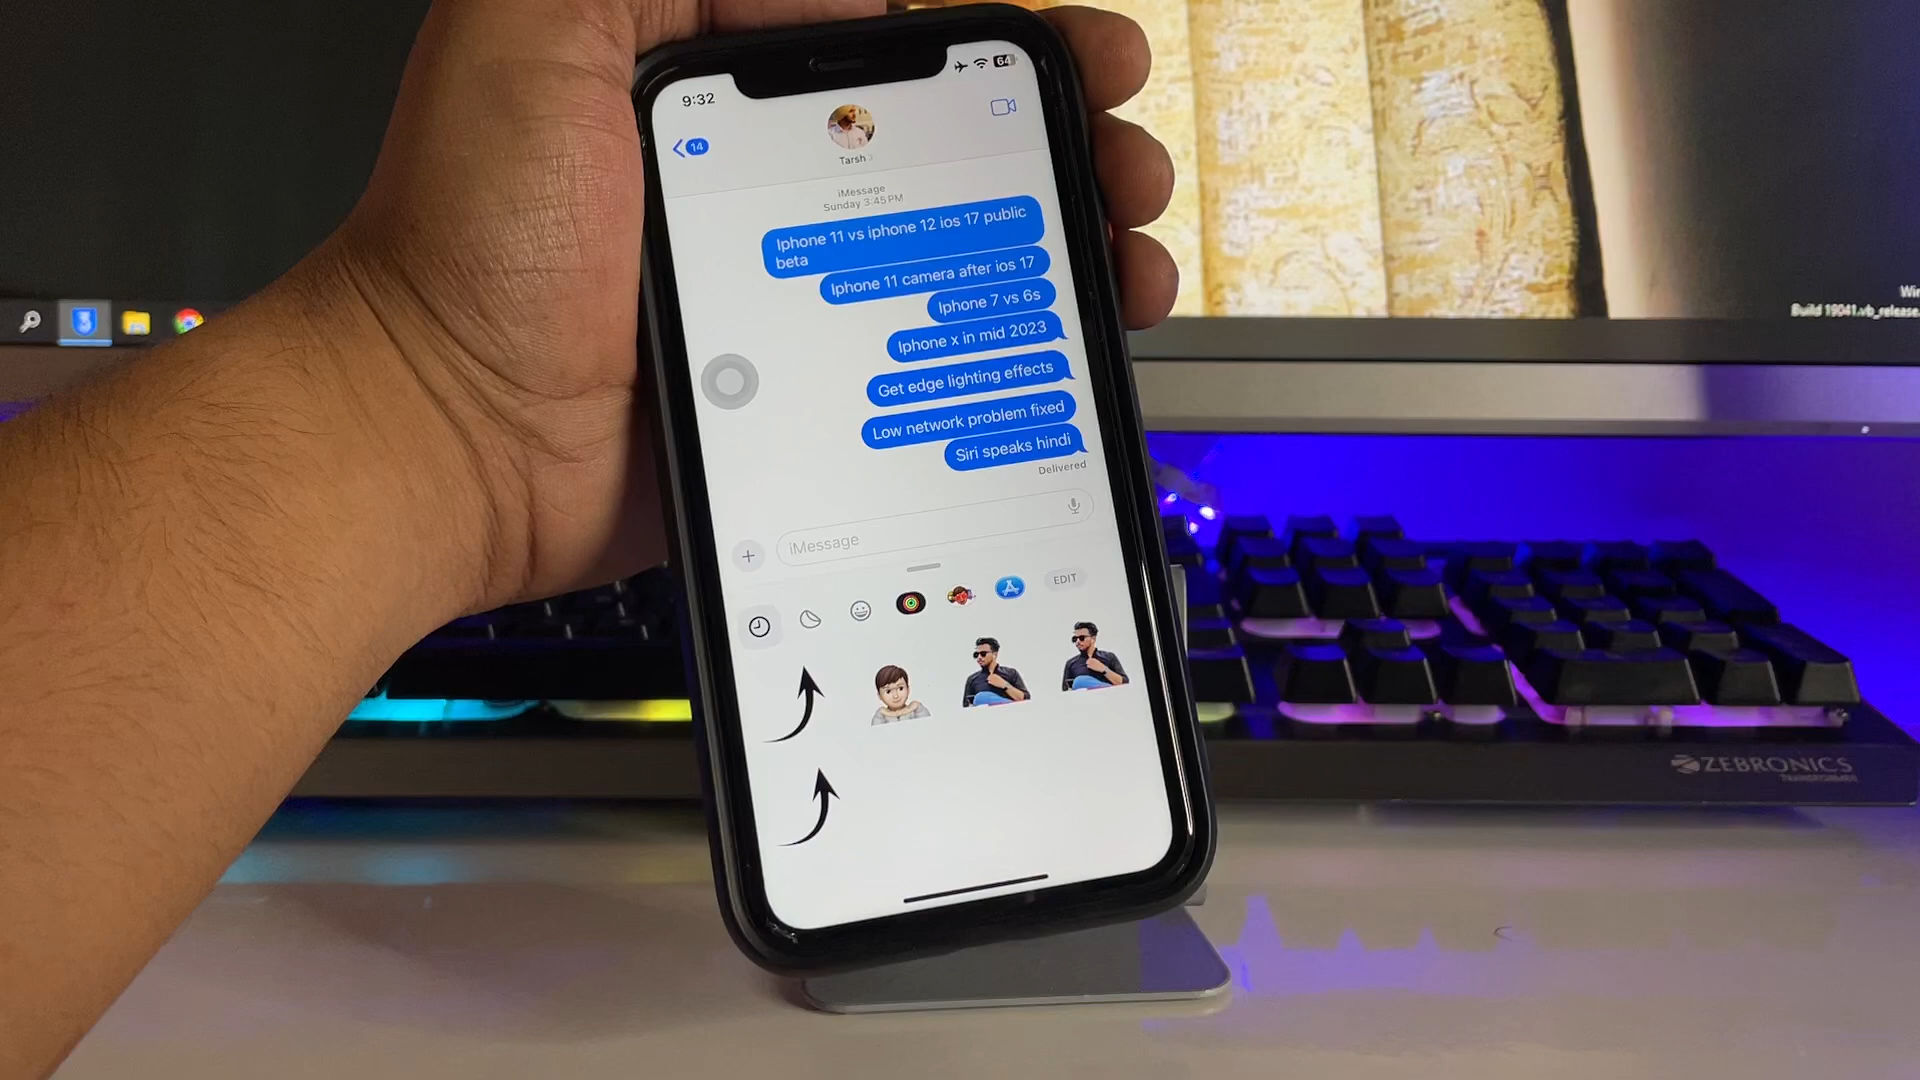 9:32
64
14
Tarsh
iMessage
Sunday 3:45 PM
Iphone 11 vs iphone 12 ios 17 public
beta
Iphone 11 camera after ios 17
Iphone 7 vs 6s
Iphone x in mid 2023
Get edge lighting effects
Low network problem fixed
Siri speaks hindi
Delivered
iMessage
EDIT
Win
Build 19041.vb_release.
ZEBRONICS
TRANSFORMER